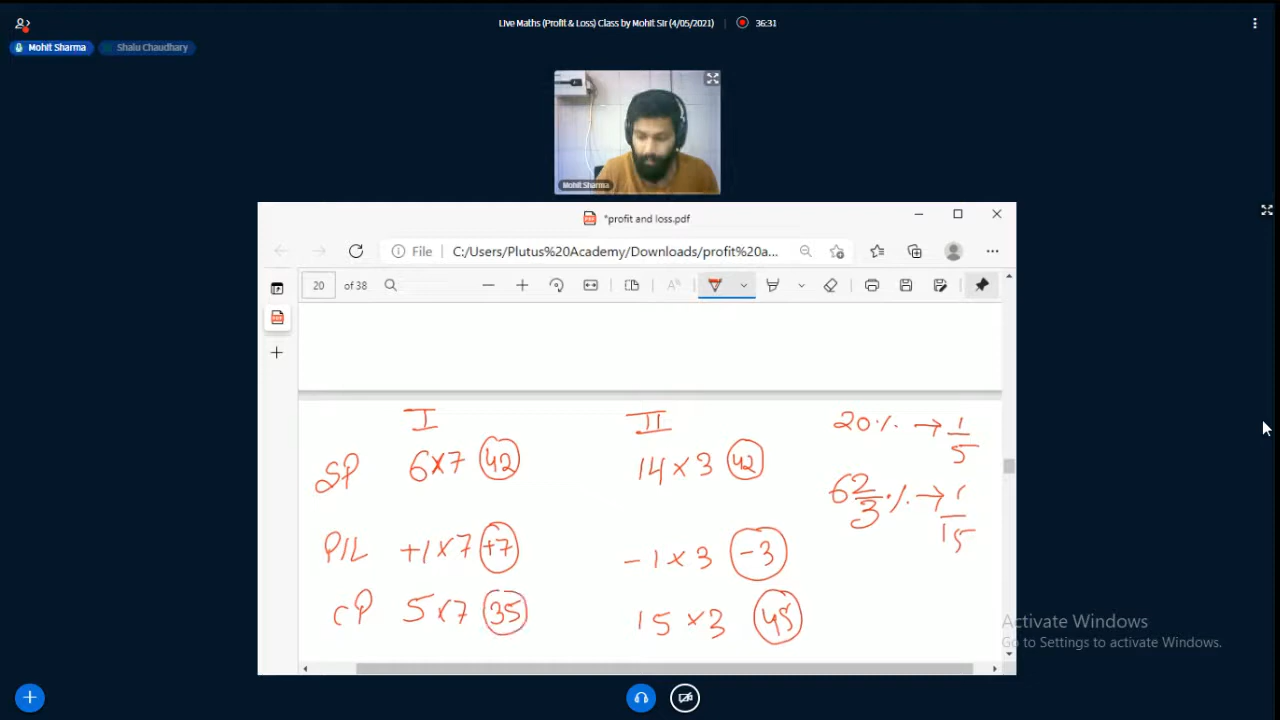 Live Maths (Profit & Loss) Class by Mohit Sir (4/05/2021) 36:31
Mohit Sharma Shalu Chaudhary
Mohit Sharma
*profit and loss.pdf
File C:/Users/Plutus%20Academy/Downloads/profit%20a...
20 of 38
I II 20% → 1/5
SP 6×7 42 14×3 42
6 2/3 % → 1/15
P/L +1×7 +7 -1×3 -3
CP 5×7 35 15×3 45
Activate Windows
Go to Settings to activate Windows.